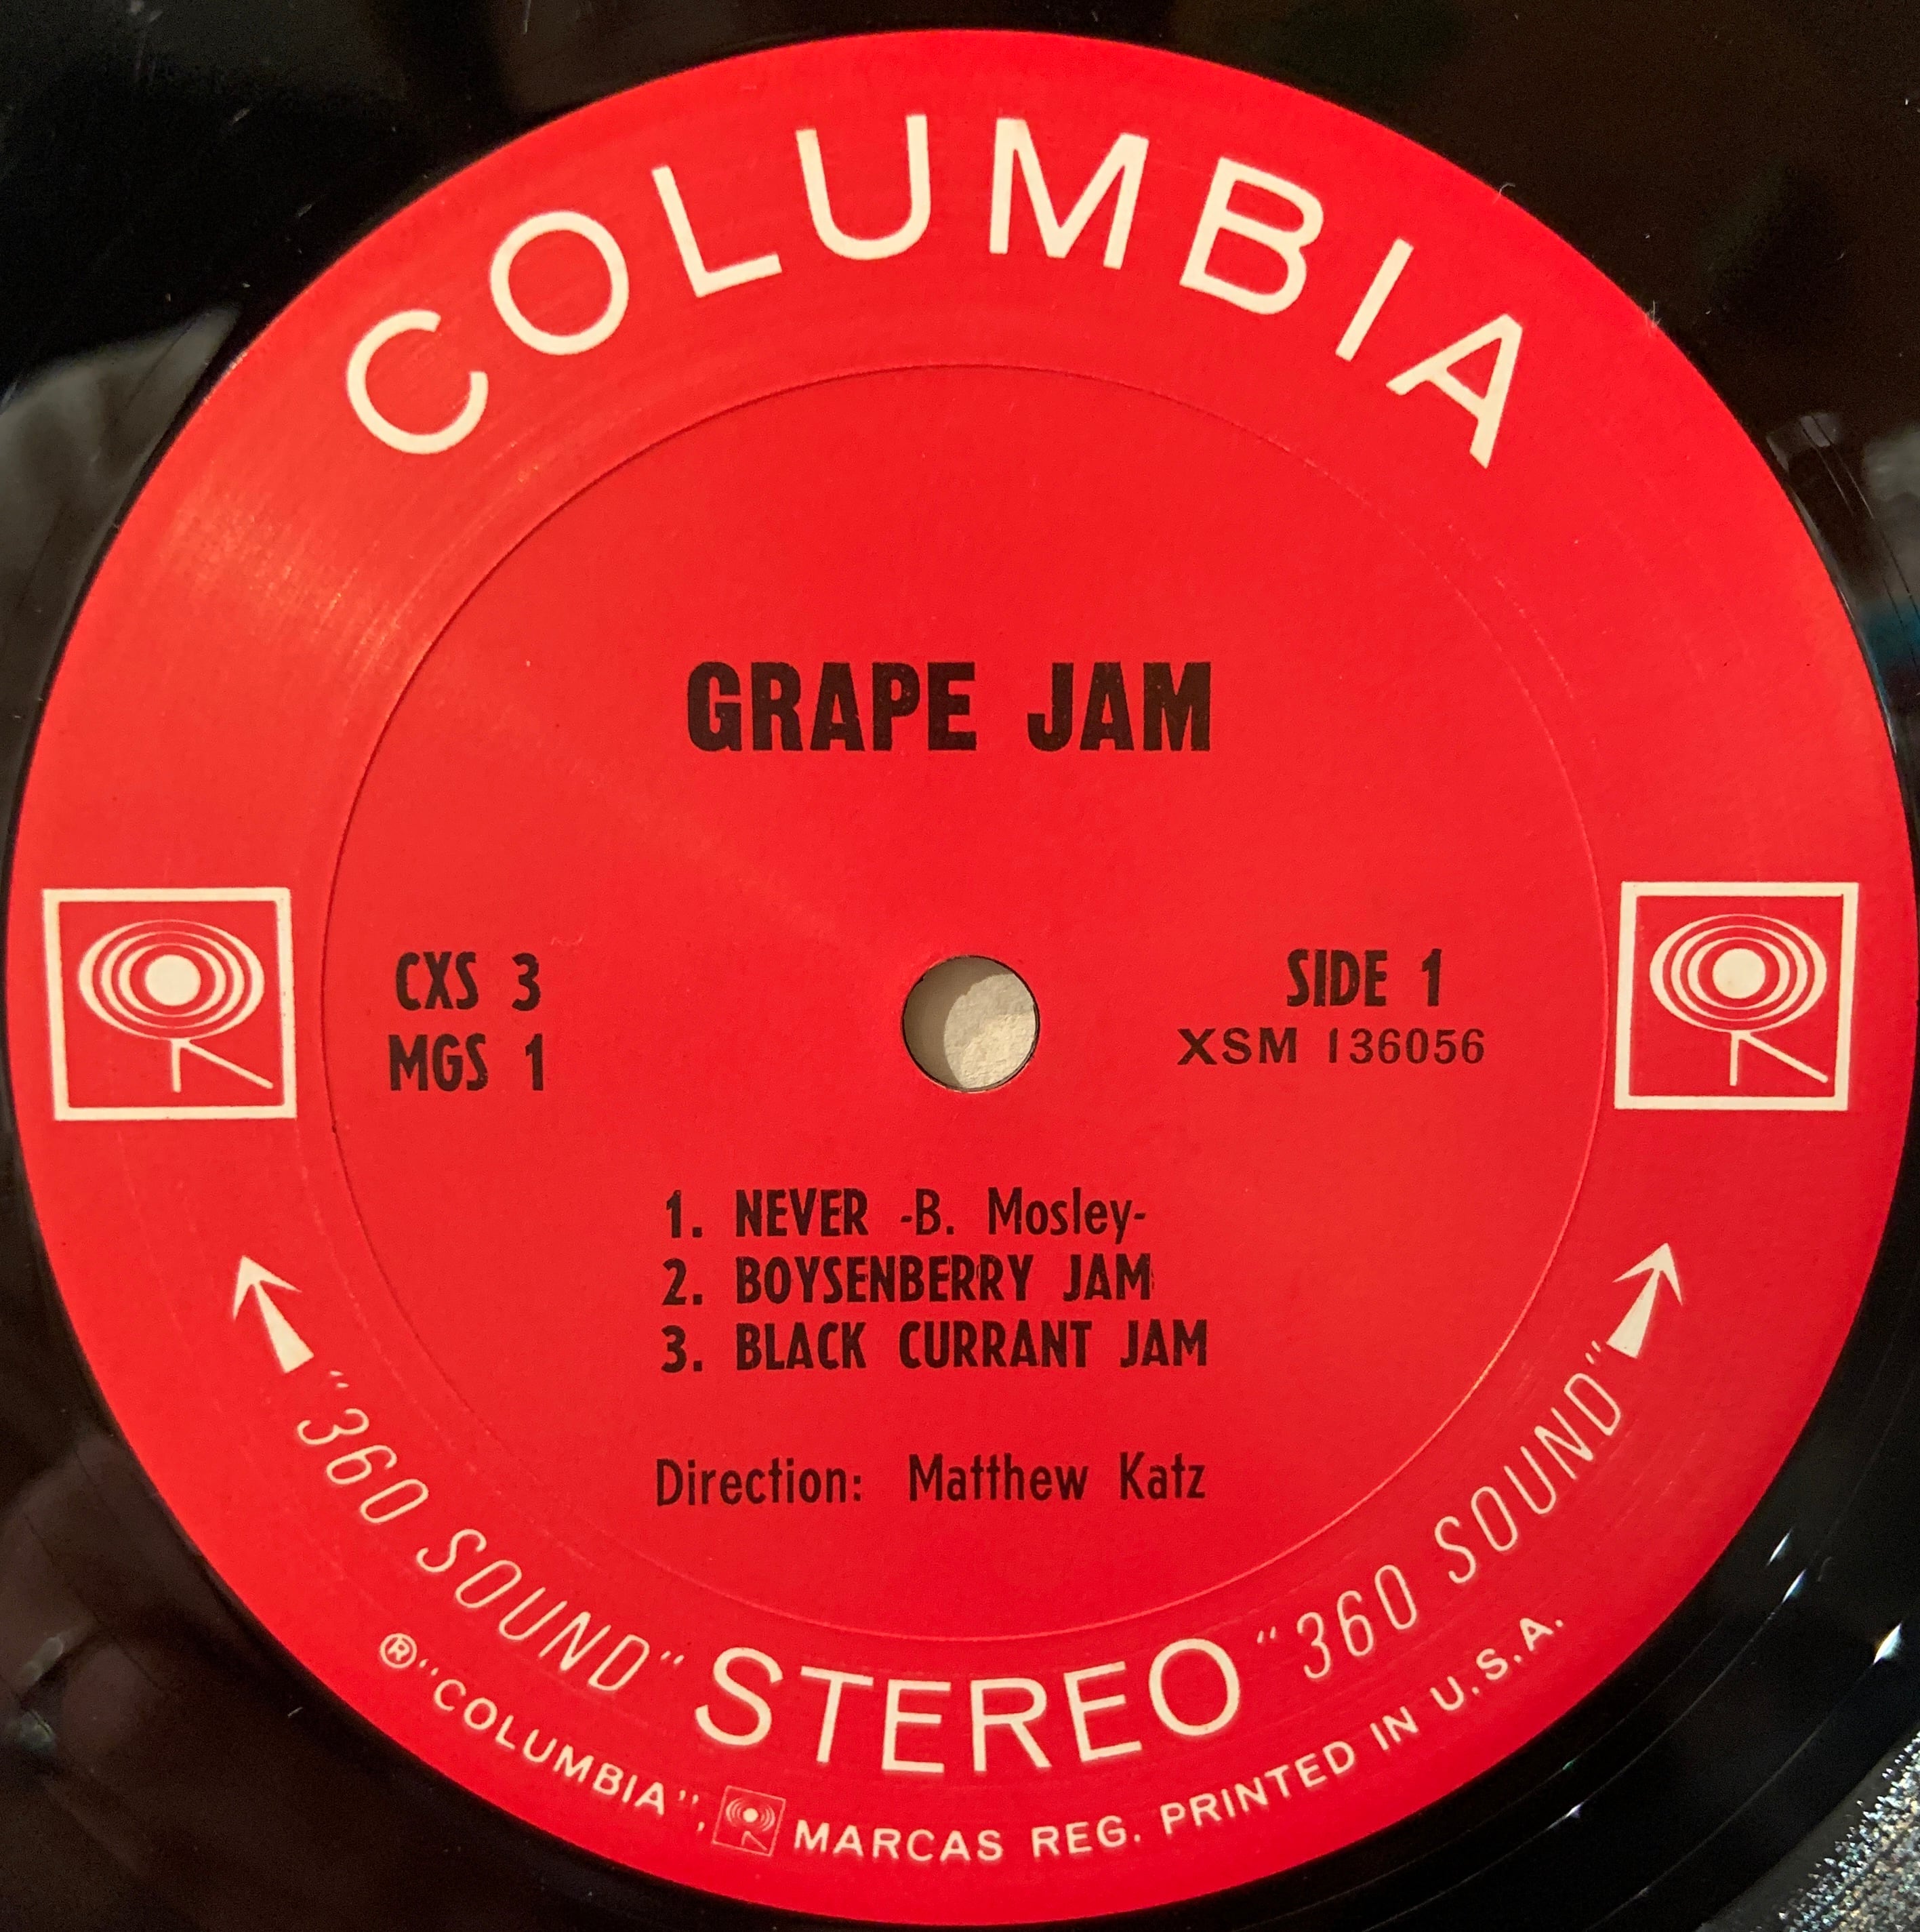 COLUMBIA
GRAPE JAM
CXS 3
MGS 1
SIDE 1
XSM 136056
1. NEVER -B. Mosley-
2. BOYSENBERRY JAM
3. BLACK CURRANT JAM
Direction: Matthew Katz
"360 SOUND" STEREO "360 SOUND"
® "COLUMBIA", MARCAS REG. PRINTED IN U.S.A.